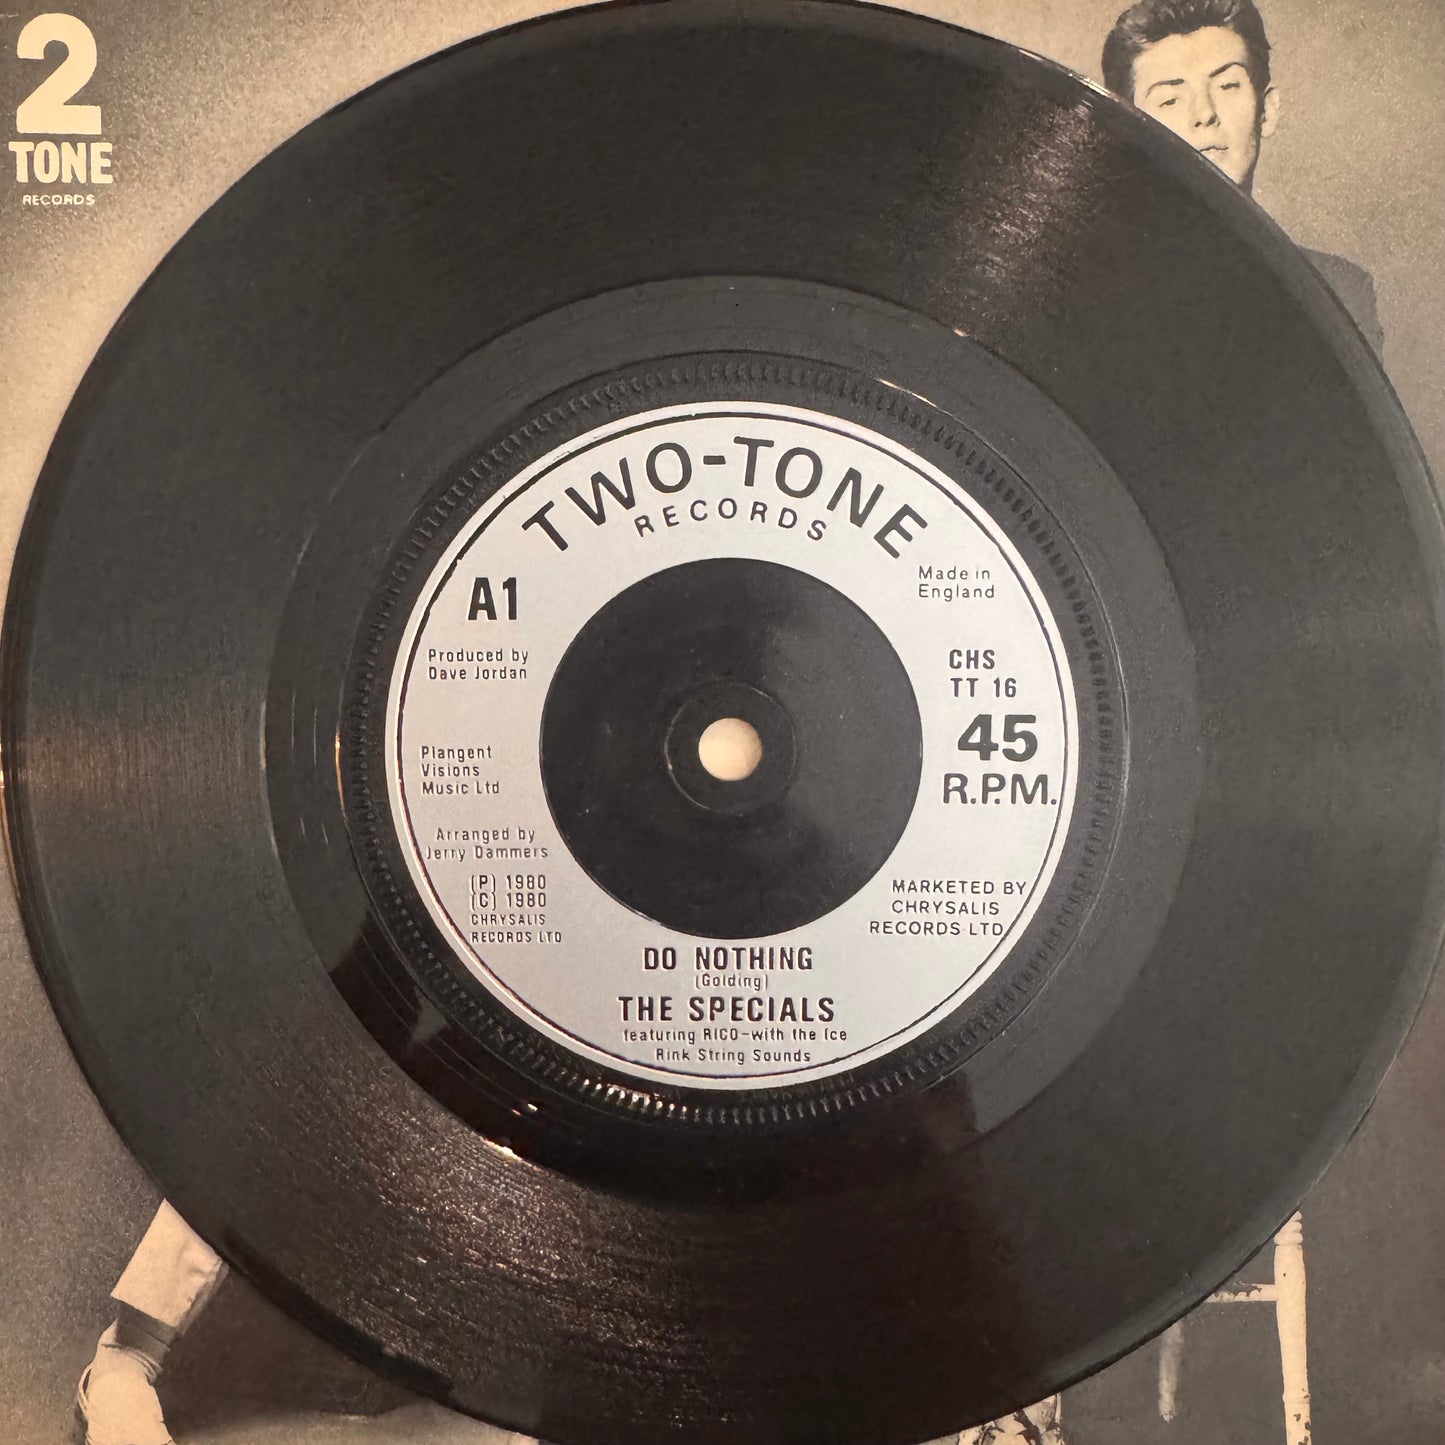 2
TONE
RECORDS
TWO-TONE
RECORDS
A1
Made in
England
Produced by
Dave Jordan
CHS
TT 16
45
R.P.M.
Plangent
Visions
Music Ltd
Arranged by
Jerry Dammers
(P) 1980
(C) 1980
CHRYSALIS
RECORDS LTD
MARKETED BY
CHRYSALIS
RECORDS LTD
DO NOTHING
(Golding)
THE SPECIALS
featuring RICO-with the Ice
Rink String Sounds